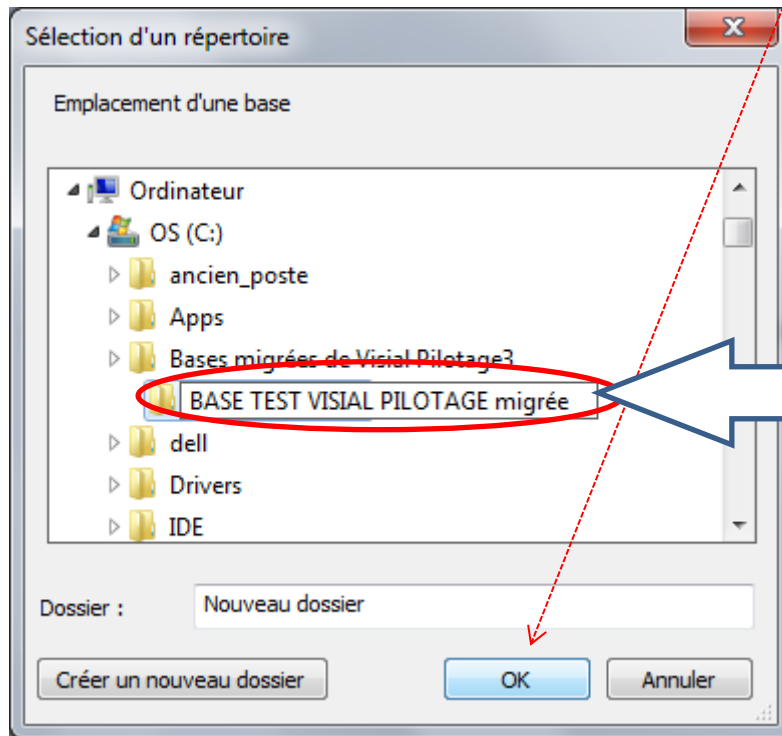 Sélection d'un répertoire
Emplacement d'une base
Ordinateur
OS (C:)
ancien_poste
Apps
Bases migrées de Visial Pilotage3
BASE TEST VISIAL PILOTAGE migrée
dell
Drivers
IDE
Dossier : Nouveau dossier
Créer un nouveau dossier OK Annuler